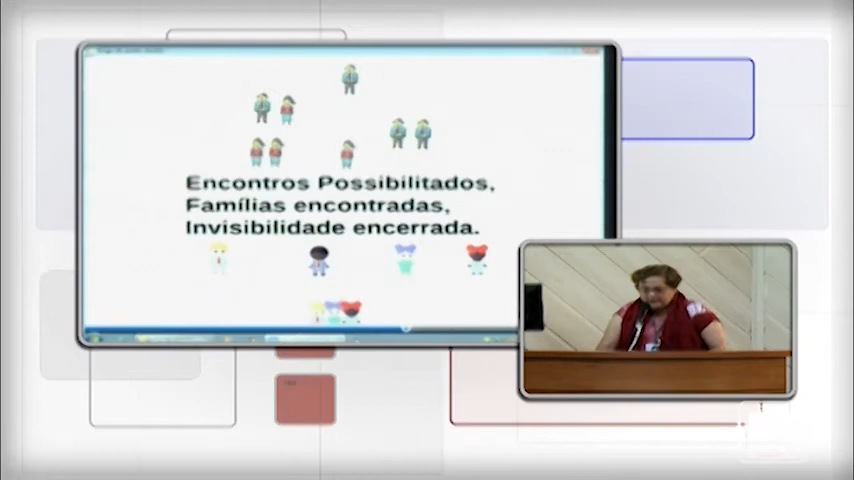 Encontros Possibilitados,
Famílias encontradas,
Invisibilidade encerrada.